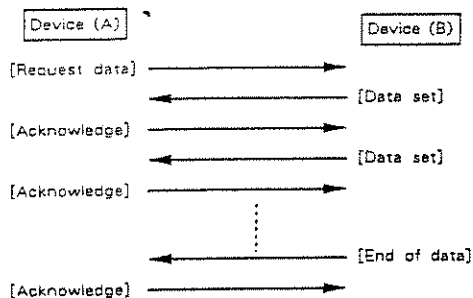 Device (A)
Device (B)
[Request data]
[Data set]
[Acknowledge]
[Data set]
[Acknowledge]
[End of data]
[Acknowledge]